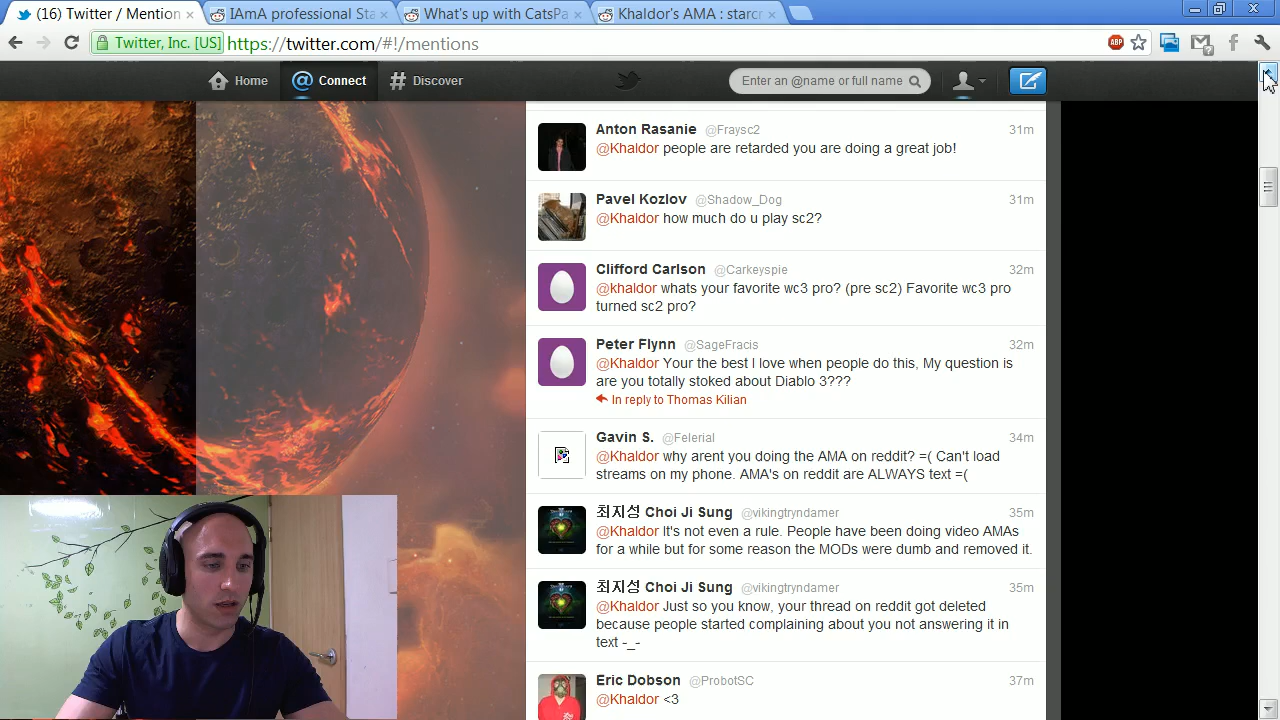 (16) Twitter / Mention
IAmA professional Sta
What's up with CatsPa
Khaldor's AMA : starcr
Twitter, Inc. [US] https://twitter.com/#!/mentions
ABP
Home
Connect
Discover
Enter an @name or full name
Anton Rasanie @Fraysc2 31m
@Khaldor people are retarded you are doing a great job!
Pavel Kozlov @Shadow_Dog 31m
@Khaldor how much do u play sc2?
Clifford Carlson @Carkeyspie 32m
@khaldor whats your favorite wc3 pro? (pre sc2) Favorite wc3 pro
turned sc2 pro?
Peter Flynn @SageFracis 32m
@Khaldor Your the best I love when people do this, My question is
are you totally stoked about Diablo 3???
In reply to Thomas Kilian
Gavin S. @Felerial 34m
@Khaldor why arent you doing the AMA on reddit? =( Can't load
streams on my phone. AMA's on reddit are ALWAYS text =(
최지성 Choi Ji Sung @vikingtryndamer 35m
@Khaldor It's not even a rule. People have been doing video AMAs
for a while but for some reason the MODs were dumb and removed it.
최지성 Choi Ji Sung @vikingtryndamer 35m
@Khaldor Just so you know, your thread on reddit got deleted
because people started complaining about you not answering it in
text -_-
Eric Dobson @ProbotSC 37m
@Khaldor <3